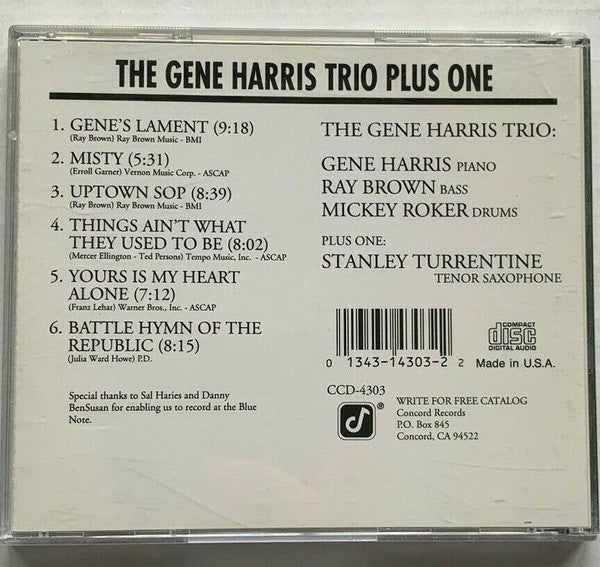 THE GENE HARRIS TRIO PLUS ONE
1. GENE'S LAMENT (9:18)
(Ray Brown) Ray Brown Music - BMI
2. MISTY (5:31)
(Erroll Garner) Vernon Music Corp. - ASCAP
3. UPTOWN SOP (8:39)
(Ray Brown) Ray Brown Music - BMI
4. THINGS AIN'T WHAT
THEY USED TO BE (8:02)
(Mercer Ellington - Ted Persons) Tempo Music, Inc. - ASCAP
5. YOURS IS MY HEART
ALONE (7:12)
(Franz Lehar) Warner Bros., Inc. - ASCAP
6. BATTLE HYMN OF THE
REPUBLIC (8:15)
(Julia Ward Howe) P.D.
Special thanks to Sal Haries and Danny
BenSusan for enabling us to record at the Blue
Note.
THE GENE HARRIS TRIO:
GENE HARRIS PIANO
RAY BROWN BASS
MICKEY ROKER DRUMS
PLUS ONE:
STANLEY TURRENTINE
TENOR SAXOPHONE
0 1343-14303-2 2
COMPACT
disc
DIGITAL AUDIO
Made in U.S.A.
CCD-4303
®
WRITE FOR FREE CATALOG
Concord Records
P.O. Box 845
Concord, CA 94522